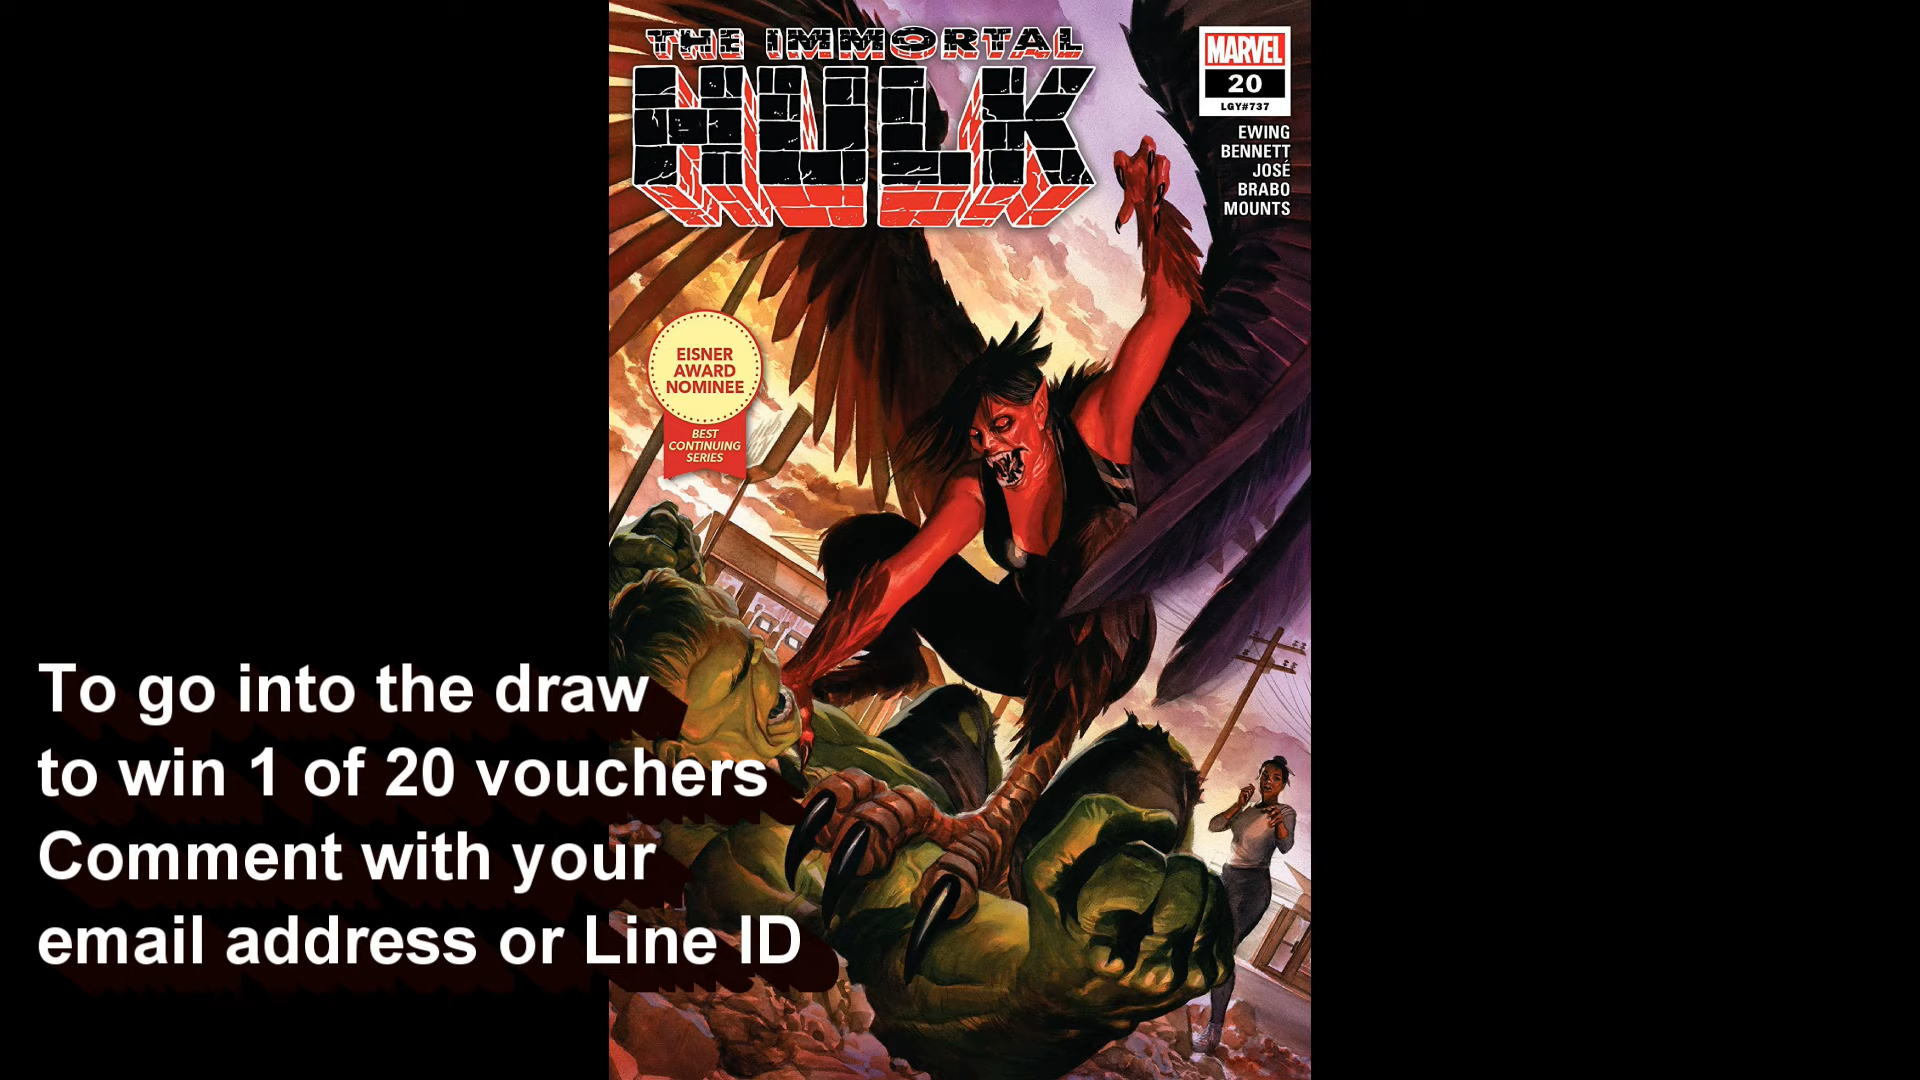 THE IMMORTAL
HULK
MARVEL
20
LGY#737
EWING
BENNETT
JOSÉ
BRABO
MOUNTS
EISNER
AWARD
NOMINEE
BEST
CONTINUING
SERIES
To go into the draw
to win 1 of 20 vouchers
Comment with your
email address or Line ID